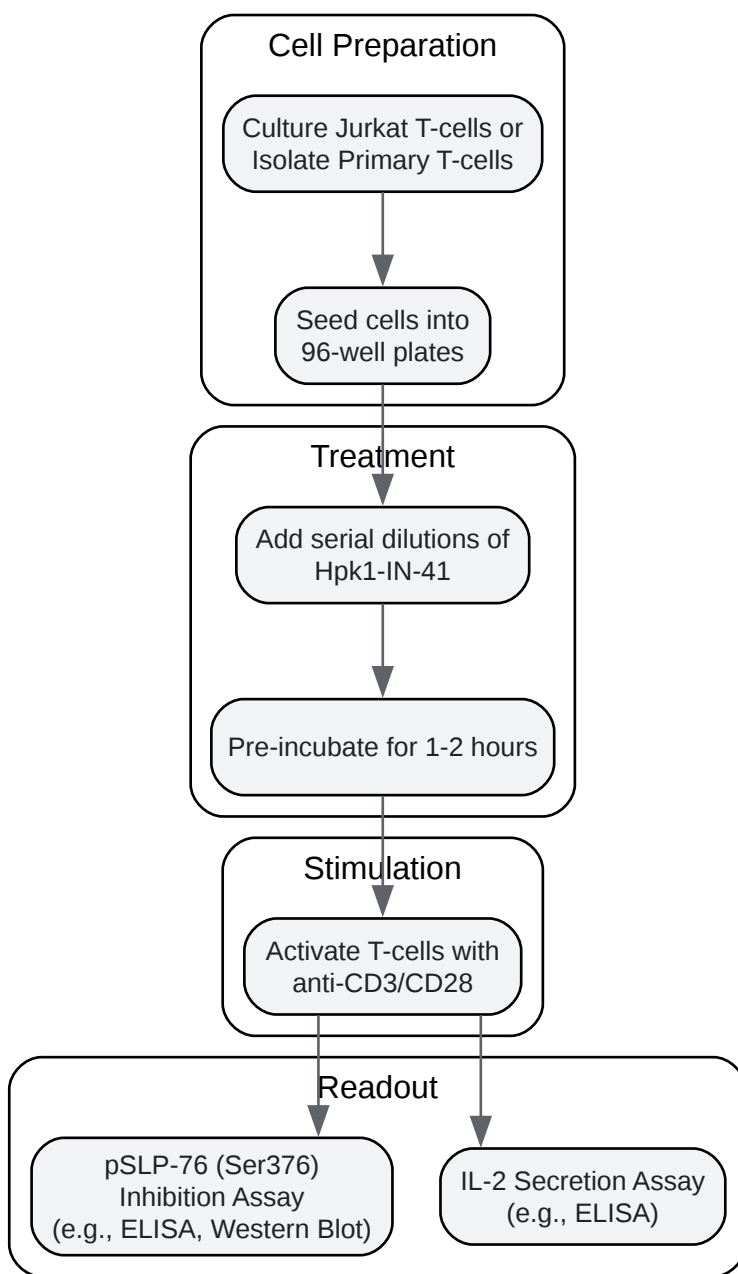 Cell Preparation
Culture Jurkat T-cells or
Isolate Primary T-cells
Seed cells into
96-well plates
Treatment
Add serial dilutions of
Hpk1-IN-41
Pre-incubate for 1-2 hours
Stimulation
Activate T-cells with
anti-CD3/CD28
Readout
pSLP-76 (Ser376)
Inhibition Assay
(e.g., ELISA, Western Blot)
IL-2 Secretion Assay
(e.g., ELISA)